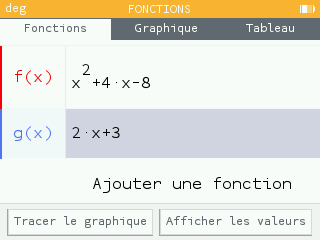 deg FONCTIONS
Fonctions Graphique Tableau
f(x) x²+4·x-8
g(x) 2·x+3
Ajouter une fonction
Tracer le graphique Afficher les valeurs